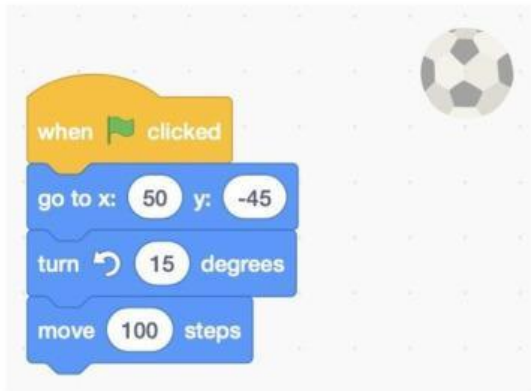 when clicked
go to x: 50 y: -45
turn 15 degrees
move 100 steps